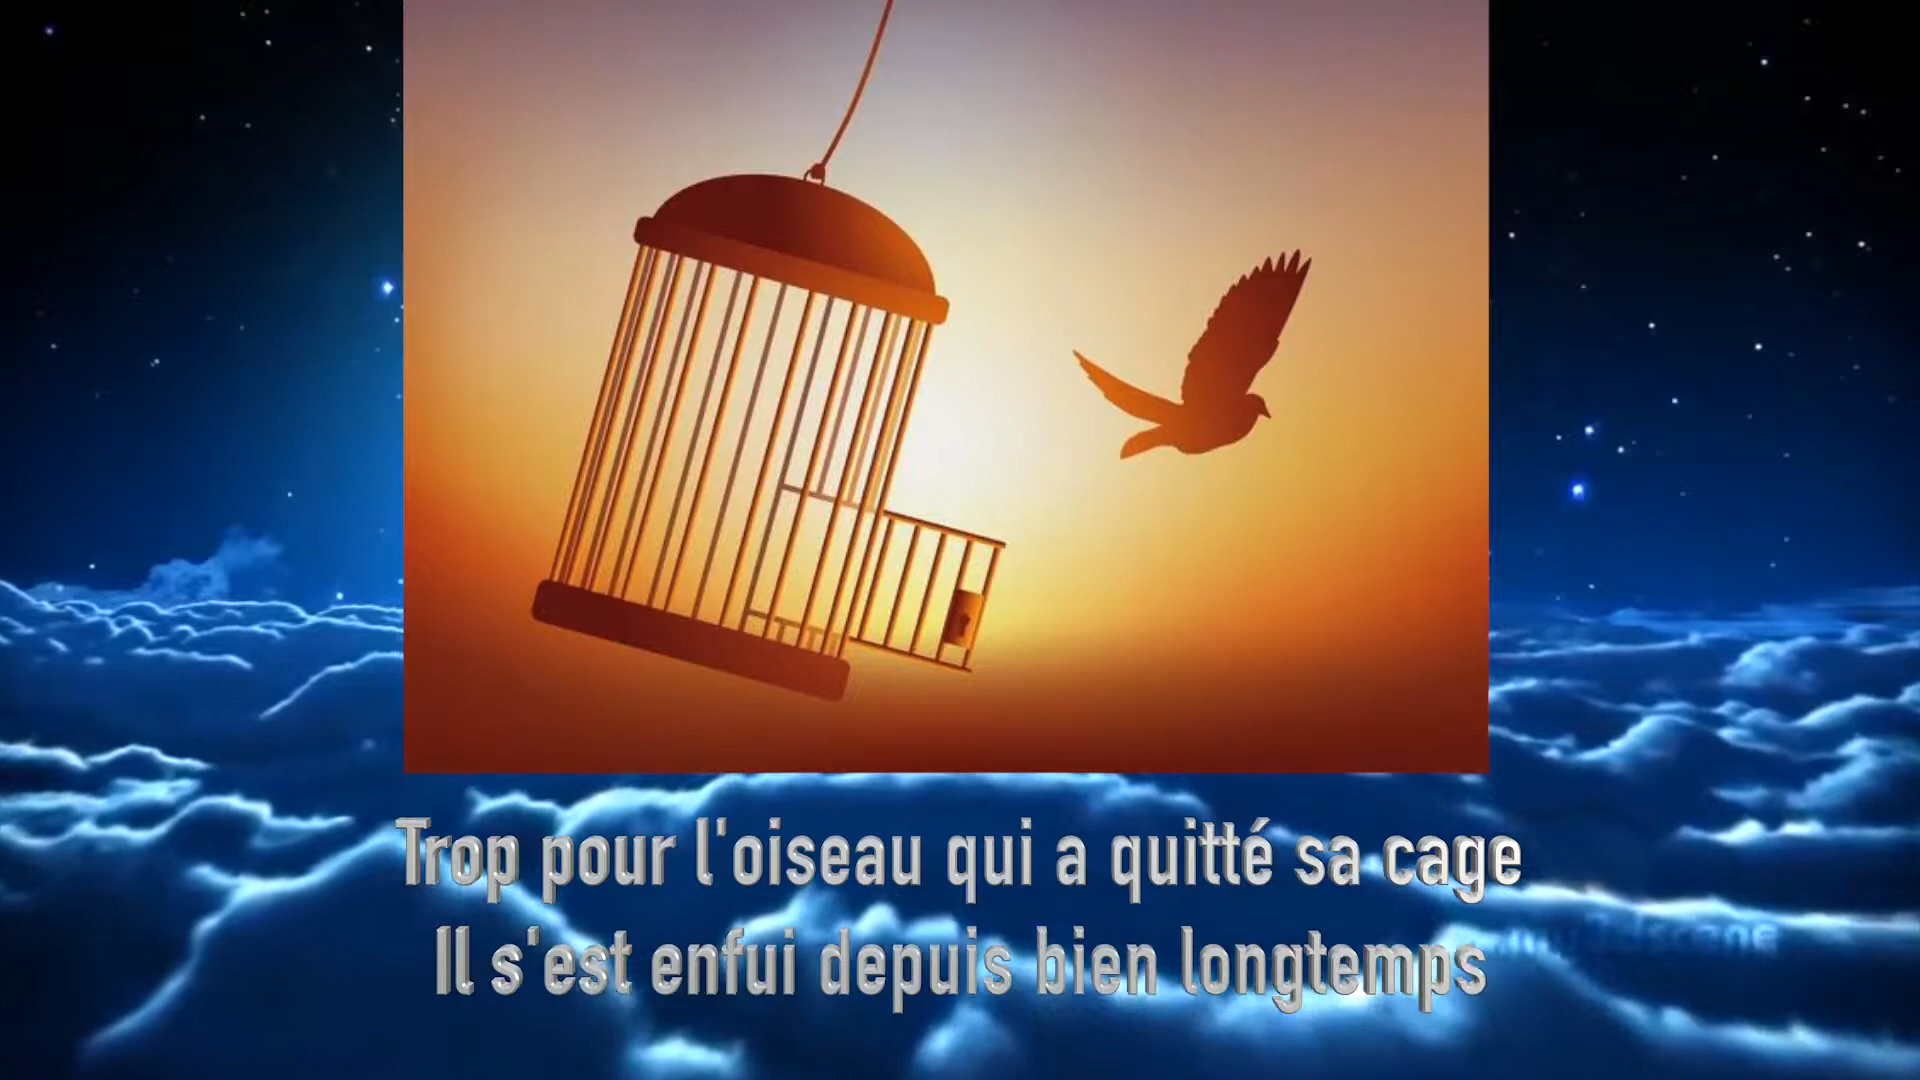 Trop pour l'oiseau qui a quitté sa cage
Il s'est enfui depuis bien longtemps